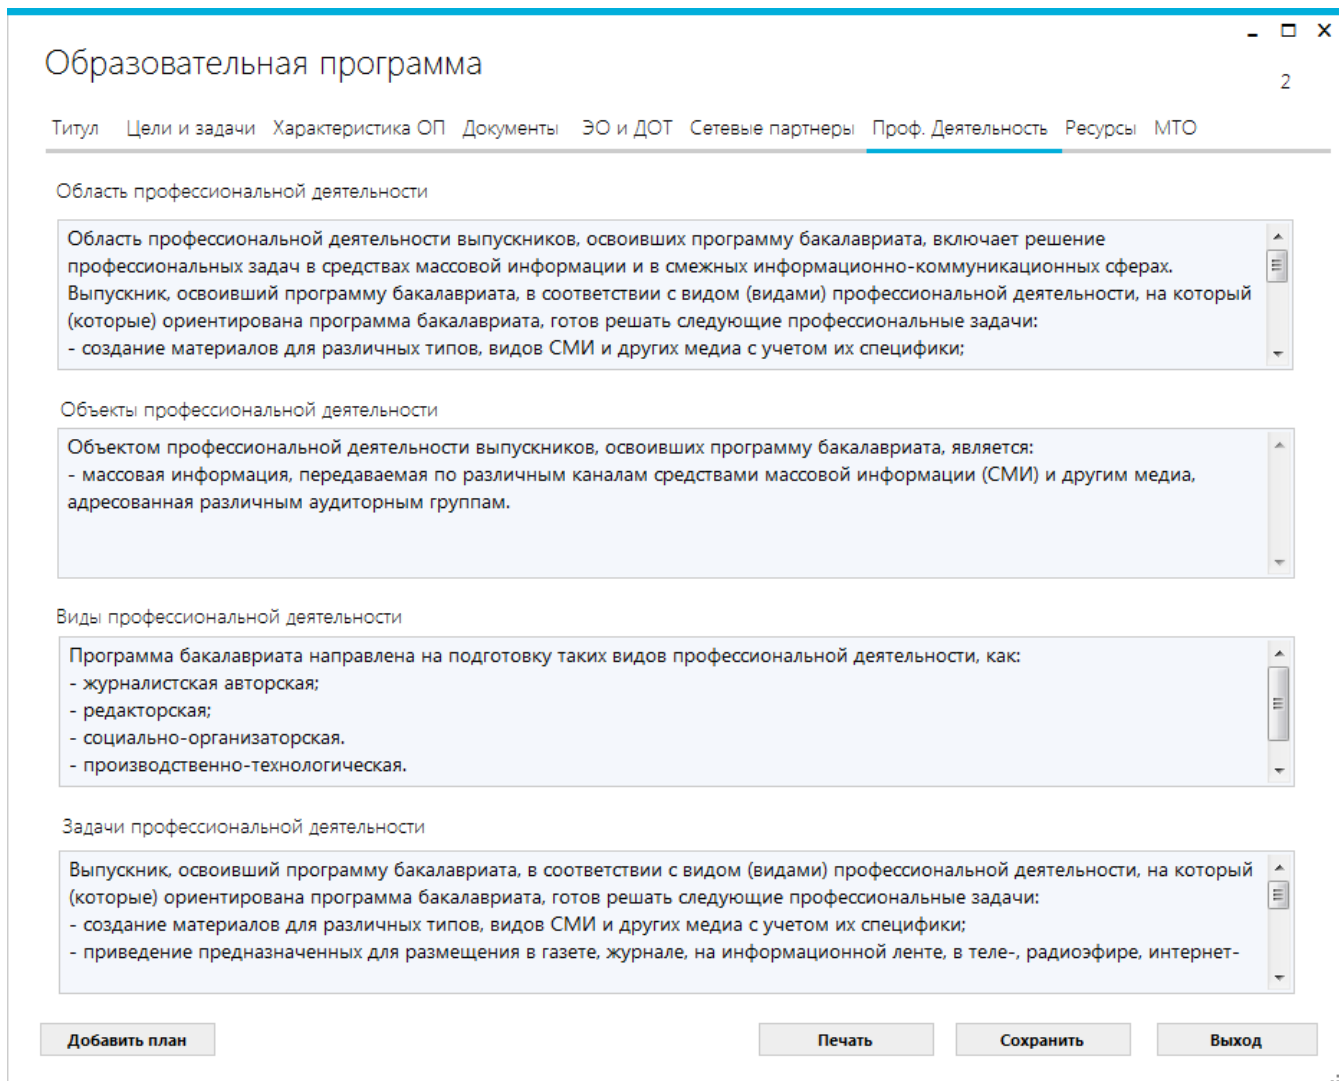 Образовательная программа
2
Титул Цели и задачи Характеристика ОП Документы ЭО и ДОТ Сетевые партнеры Проф. Деятельность Ресурсы МТО
Область профессиональной деятельности
Область профессиональной деятельности выпускников, освоивших программу бакалавриата, включает решение
профессиональных задач в средствах массовой информации и в смежных информационно-коммуникационных сферах.
Выпускник, освоивший программу бакалавриата, в соответствии с видом (видами) профессиональной деятельности, на который
(которые) ориентирована программа бакалавриата, готов решать следующие профессиональные задачи:
- создание материалов для различных типов, видов СМИ и других медиа с учетом их специфики;
Объекты профессиональной деятельности
Объектом профессиональной деятельности выпускников, освоивших программу бакалавриата, является:
- массовая информация, передаваемая по различным каналам средствами массовой информации (СМИ) и другим медиа,
адресованная различным аудиторным группам.
Виды профессиональной деятельности
Программа бакалавриата направлена на подготовку таких видов профессиональной деятельности, как:
- журналистская авторская;
- редакторская;
- социально-организаторская.
- производственно-технологическая.
Задачи профессиональной деятельности
Выпускник, освоивший программу бакалавриата, в соответствии с видом (видами) профессиональной деятельности, на который
(которые) ориентирована программа бакалавриата, готов решать следующие профессиональные задачи:
- создание материалов для различных типов, видов СМИ и других медиа с учетом их специфики;
- приведение предназначенных для размещения в газете, журнале, на информационной ленте, в теле-, радиоэфире, интернет-
Добавить план Печать Сохранить Выход